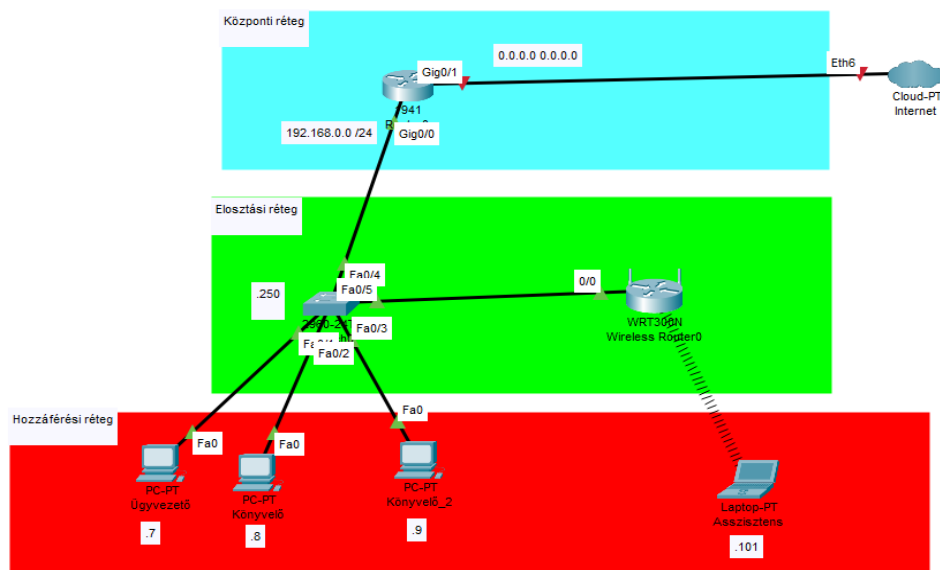 Központi réteg
0.0.0.0 0.0.0.0
Eth6
Gig0/1
Cloud-PT
Internet
192.168.0.0 /24
Gig0/0
Elosztási réteg
Fa0/4
.250
Fa0/5
0/0
Fa0/3
WRT300N
Wireless Router0
Fa0/2
Hozzáférési réteg
Fa0
Fa0
Fa0
PC-PT
Ügyvezető
PC-PT
Könyvelő
PC-PT
Könyvelő_2
Laptop-PT
Asszisztens
.7
.8
.9
.101